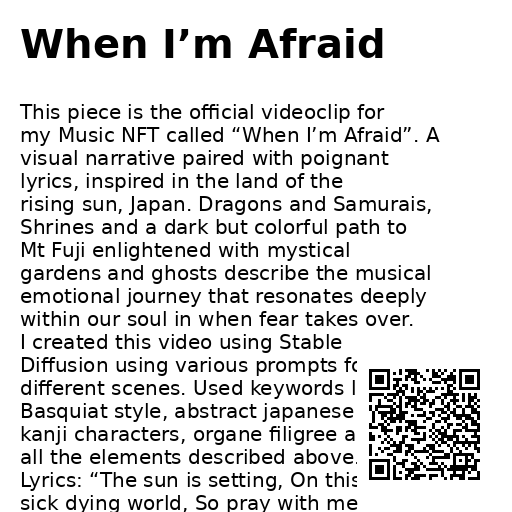 When I’m Afraid
This piece is the official videoclip for
my Music NFT called “When I’m Afraid”. A
visual narrative paired with poignant
lyrics, inspired in the land of the
rising sun, Japan. Dragons and Samurais,
Shrines and a dark but colorful path to
Mt Fuji enlightened with mystical
gardens and ghosts describe the musical
emotional journey that resonates deeply
within our soul in when fear takes over.
I created this video using Stable
Diffusion using various prompts
different scenes. Used keywords
Basquiat style, abstract japanese
kanji characters, organe filigree
all the elements described above.
Lyrics: “The sun is setting, On this
sick dying world, So pray with me